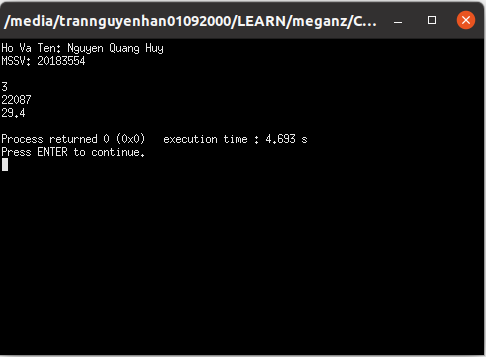 /media/trannguyenhan01092000/LEARN/meganz/C...
Ho Va Ten: Nguyen Quang Huy
MSSV: 20183554
3
22087
29.4
Process returned 0 (0x0)   execution time : 4.693 s
Press ENTER to continue.